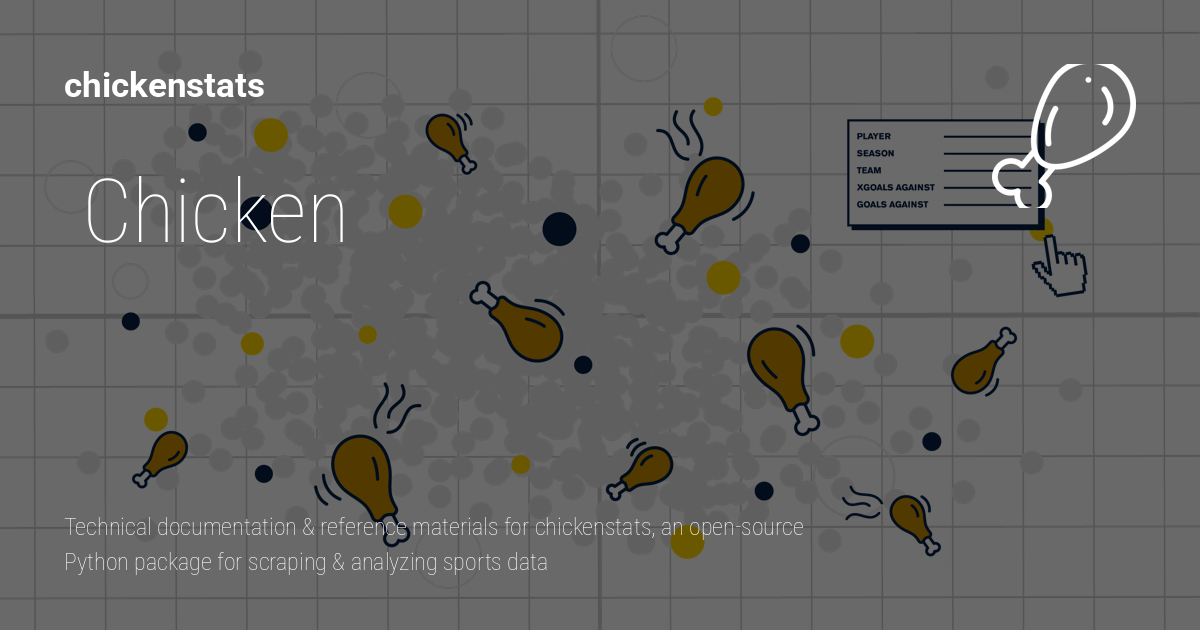 chickenstats
Chicken
PLAYER
SEASON
TEAM
XGOALS AGAINST
GOALS AGAINST
Technical documentation & reference materials for chickenstats, an open-source
Python package for scraping & analyzing sports data